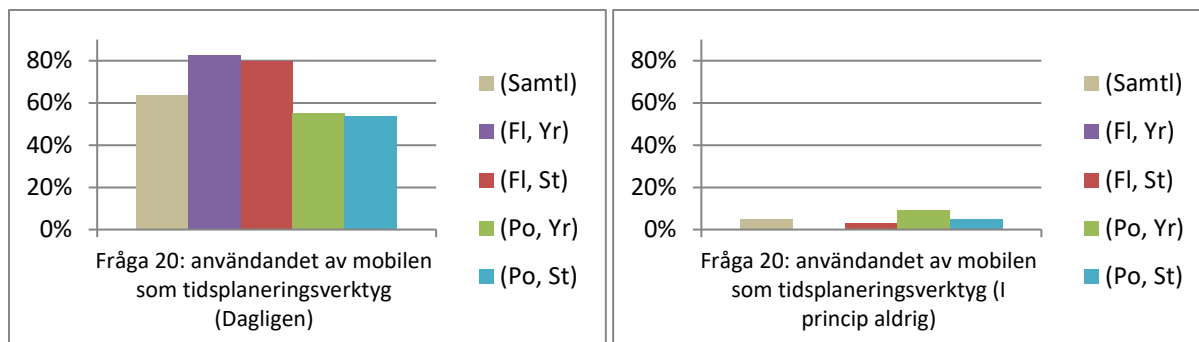 80%
60%
40%
20%
0%
Fråga 20: användandet av mobilen
som tidsplaneringsverktyg
(Dagligen)
(Samtl)
(Fl, Yr)
(Fl, St)
(Po, Yr)
(Po, St)
80%
60%
40%
20%
0%
Fråga 20: användandet av mobilen
som tidsplaneringsverktyg (I
princip aldrig)
(Samtl)
(Fl, Yr)
(Fl, St)
(Po, Yr)
(Po, St)